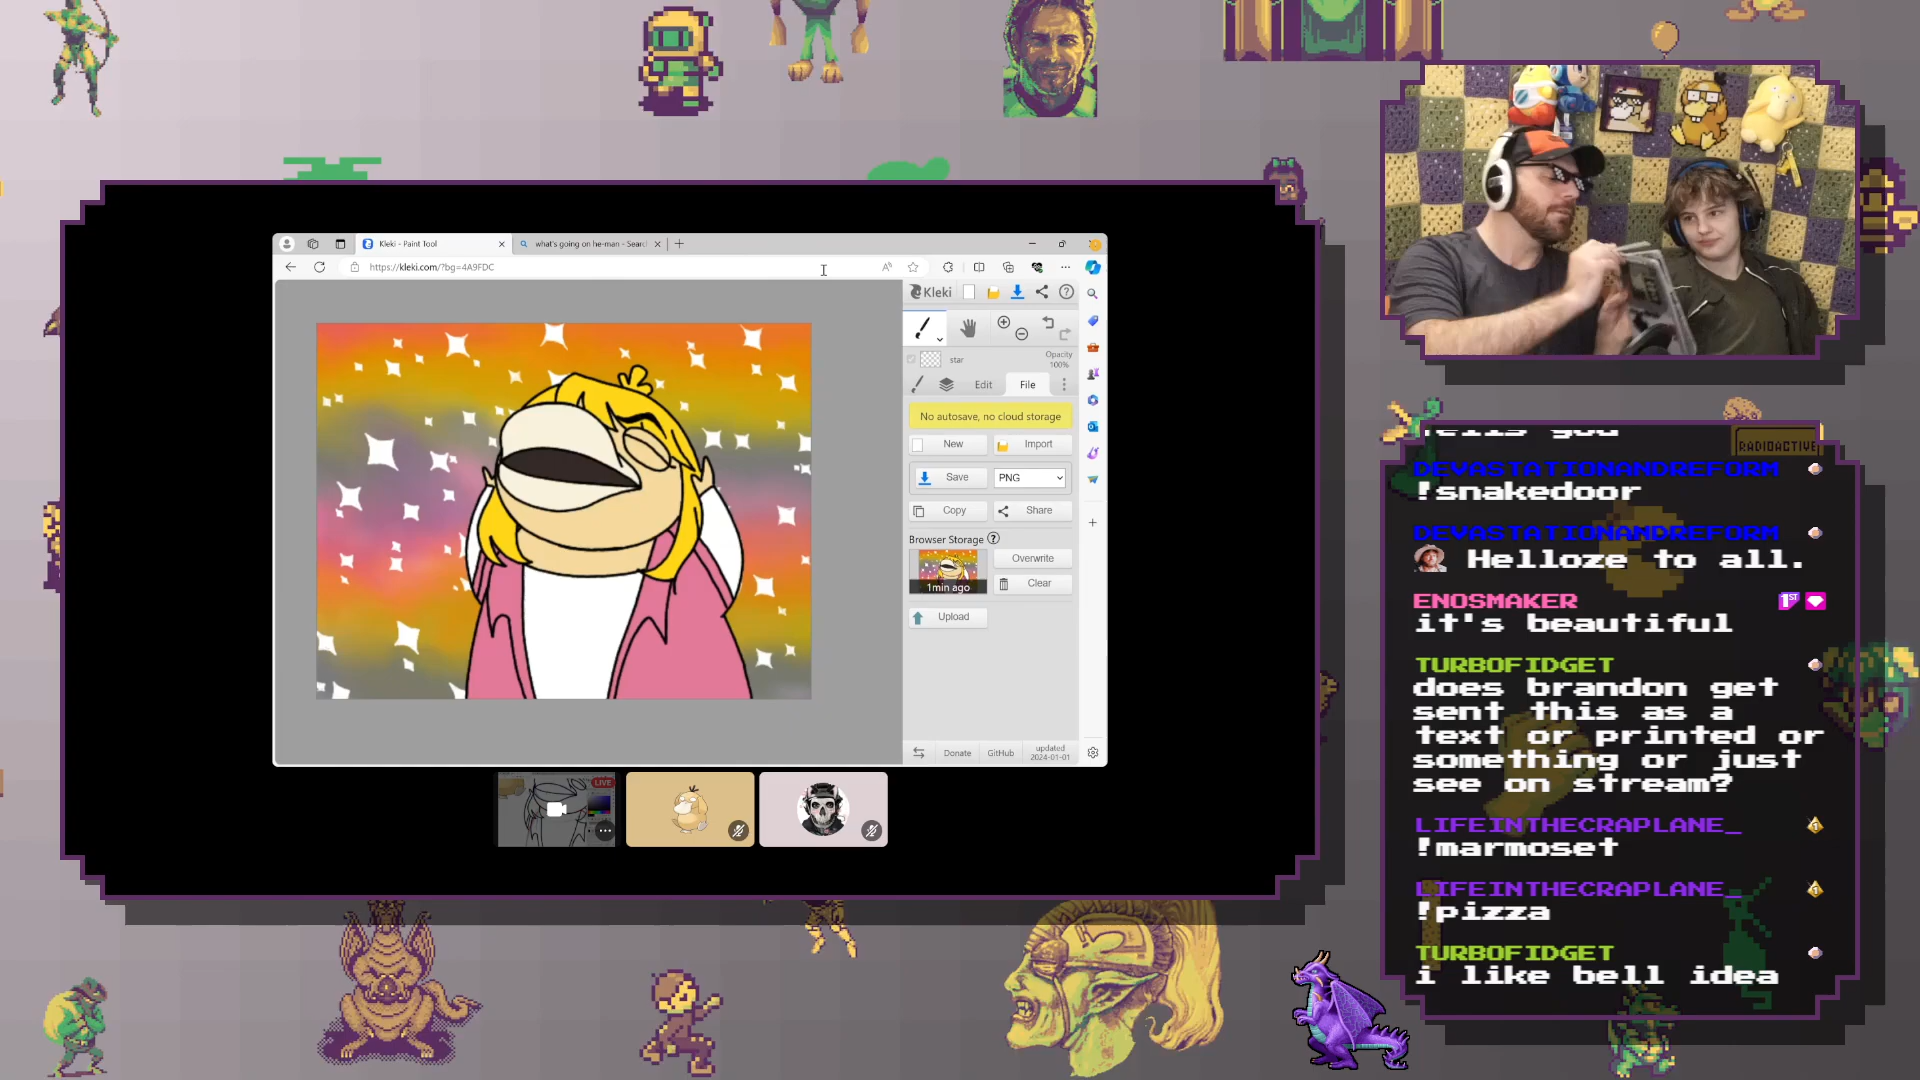 Kleki - Paint Tool
what's going on he-man - Searc
https://kleki.com/?bg=4A9FDC
Kleki
star
Opacity
100%
Edit
File
No autosave, no cloud storage
New
Import
Save
PNG
Copy
Share
Browser Storage
Overwrite
1min ago
Clear
Upload
Donate
GitHub
updated
2024-01-01
LIVE
RADIOACTIVE
tells you
DEVASTATIONANDREFORM
!snakedoor
DEVASTATIONANDREFORM
Helloze to all.
ENOSMAKER
1ST
it's beautiful
TURBOFIDGET
does brandon get
sent this as a
text or printed or
something or just
see on stream?
LIFEINTHECRAPLANE_
!marmoset
LIFEINTHECRAPLANE_
!pizza
TURBOFIDGET
i like bell idea